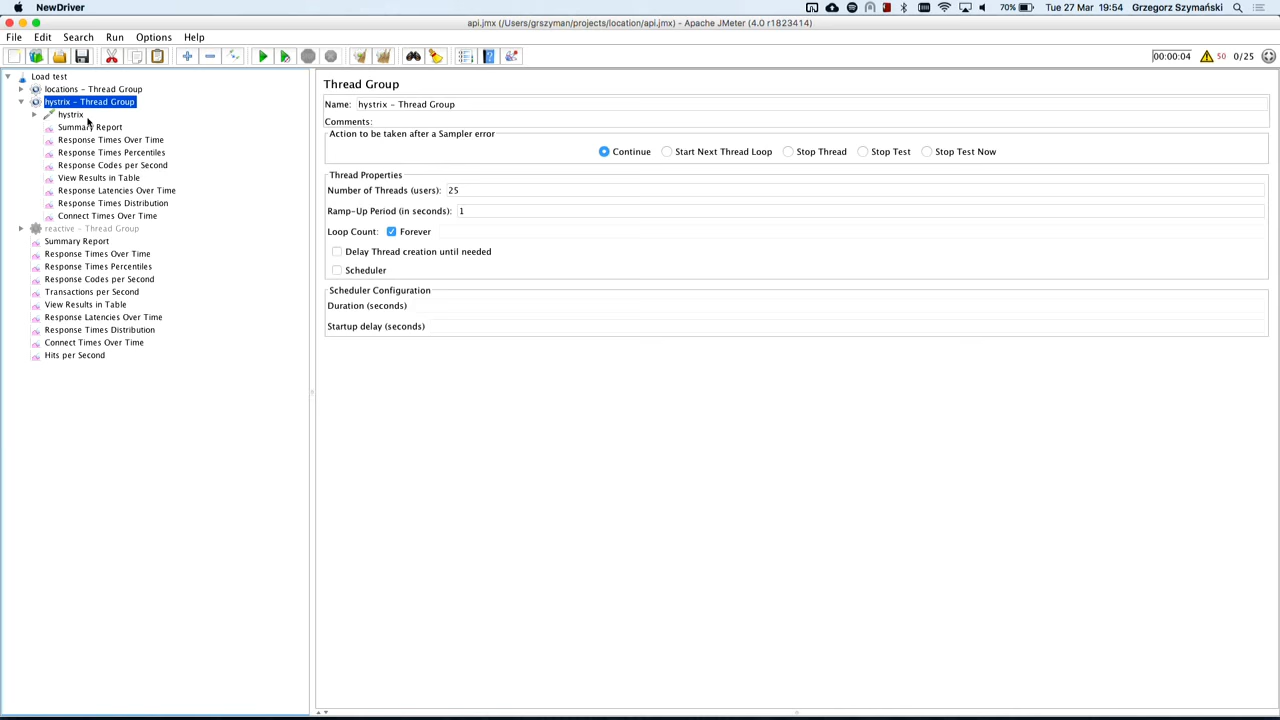 NewDriver 70% Tue 27 Mar 19:54 Grzegorz Szymański
api.jmx (/Users/grszyman/projects/location/api.jmx) - Apache JMeter (4.0 r1823414)
File Edit Search Run Options Help
00:00:04 50 0/25
Load test
locations - Thread Group
hystrix - Thread Group
hystrix
Summary Report
Response Times Over Time
Response Times Percentiles
Response Codes per Second
View Results in Table
Response Latencies Over Time
Response Times Distribution
Connect Times Over Time
reactive - Thread Group
Summary Report
Response Times Over Time
Response Times Percentiles
Response Codes per Second
Transactions per Second
View Results in Table
Response Latencies Over Time
Response Times Distribution
Connect Times Over Time
Hits per Second
Thread Group
Name: hystrix - Thread Group
Comments:
Action to be taken after a Sampler error
Continue Start Next Thread Loop Stop Thread Stop Test Stop Test Now
Thread Properties
Number of Threads (users): 25
Ramp-Up Period (in seconds): 1
Loop Count: Forever
Delay Thread creation until needed
Scheduler
Scheduler Configuration
Duration (seconds)
Startup delay (seconds)